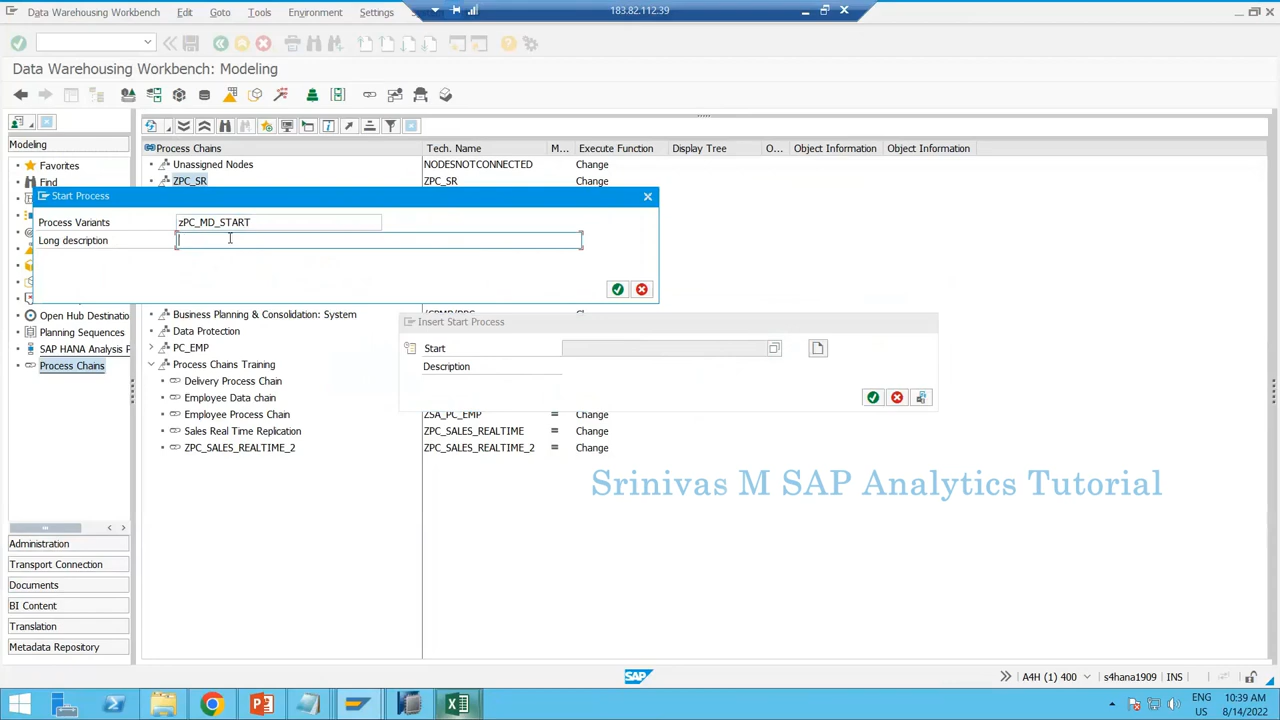 Data Warehousing Workbench
Edit
Goto
Tools
Environment
Settings
183.82.112.39
Data Warehousing Workbench: Modeling
Modeling
Process Chains
Tech. Name
M...
Execute Function
Display Tree
O...
Object Information
Object Information
Favorites
Unassigned Nodes
NODESNOTCONNECTED
Change
Find
ZPC_SR
ZPC_SR
Change
Start Process
Process Variants
zPC_MD_START
Long description
Open Hub Destinatio
Business Planning & Consolidation: System
Planning Sequences
Data Protection
Insert Start Process
SAP HANA Analysis P
PC_EMP
Start
Process Chains
Process Chains Training
Description
Delivery Process Chain
Employee Data chain
Employee Process Chain
ZSA_PC_EMP
=
Change
Sales Real Time Replication
ZPC_SALES_REALTIME
=
Change
ZPC_SALES_REALTIME_2
ZPC_SALES_REALTIME_2
=
Change
Srinivas M SAP Analytics Tutorial
Administration
Transport Connection
Documents
BI Content
Translation
Metadata Repository
SAP
A4H (1) 400
s4hana1909
INS
ENG
US
10:39 AM
8/14/2022